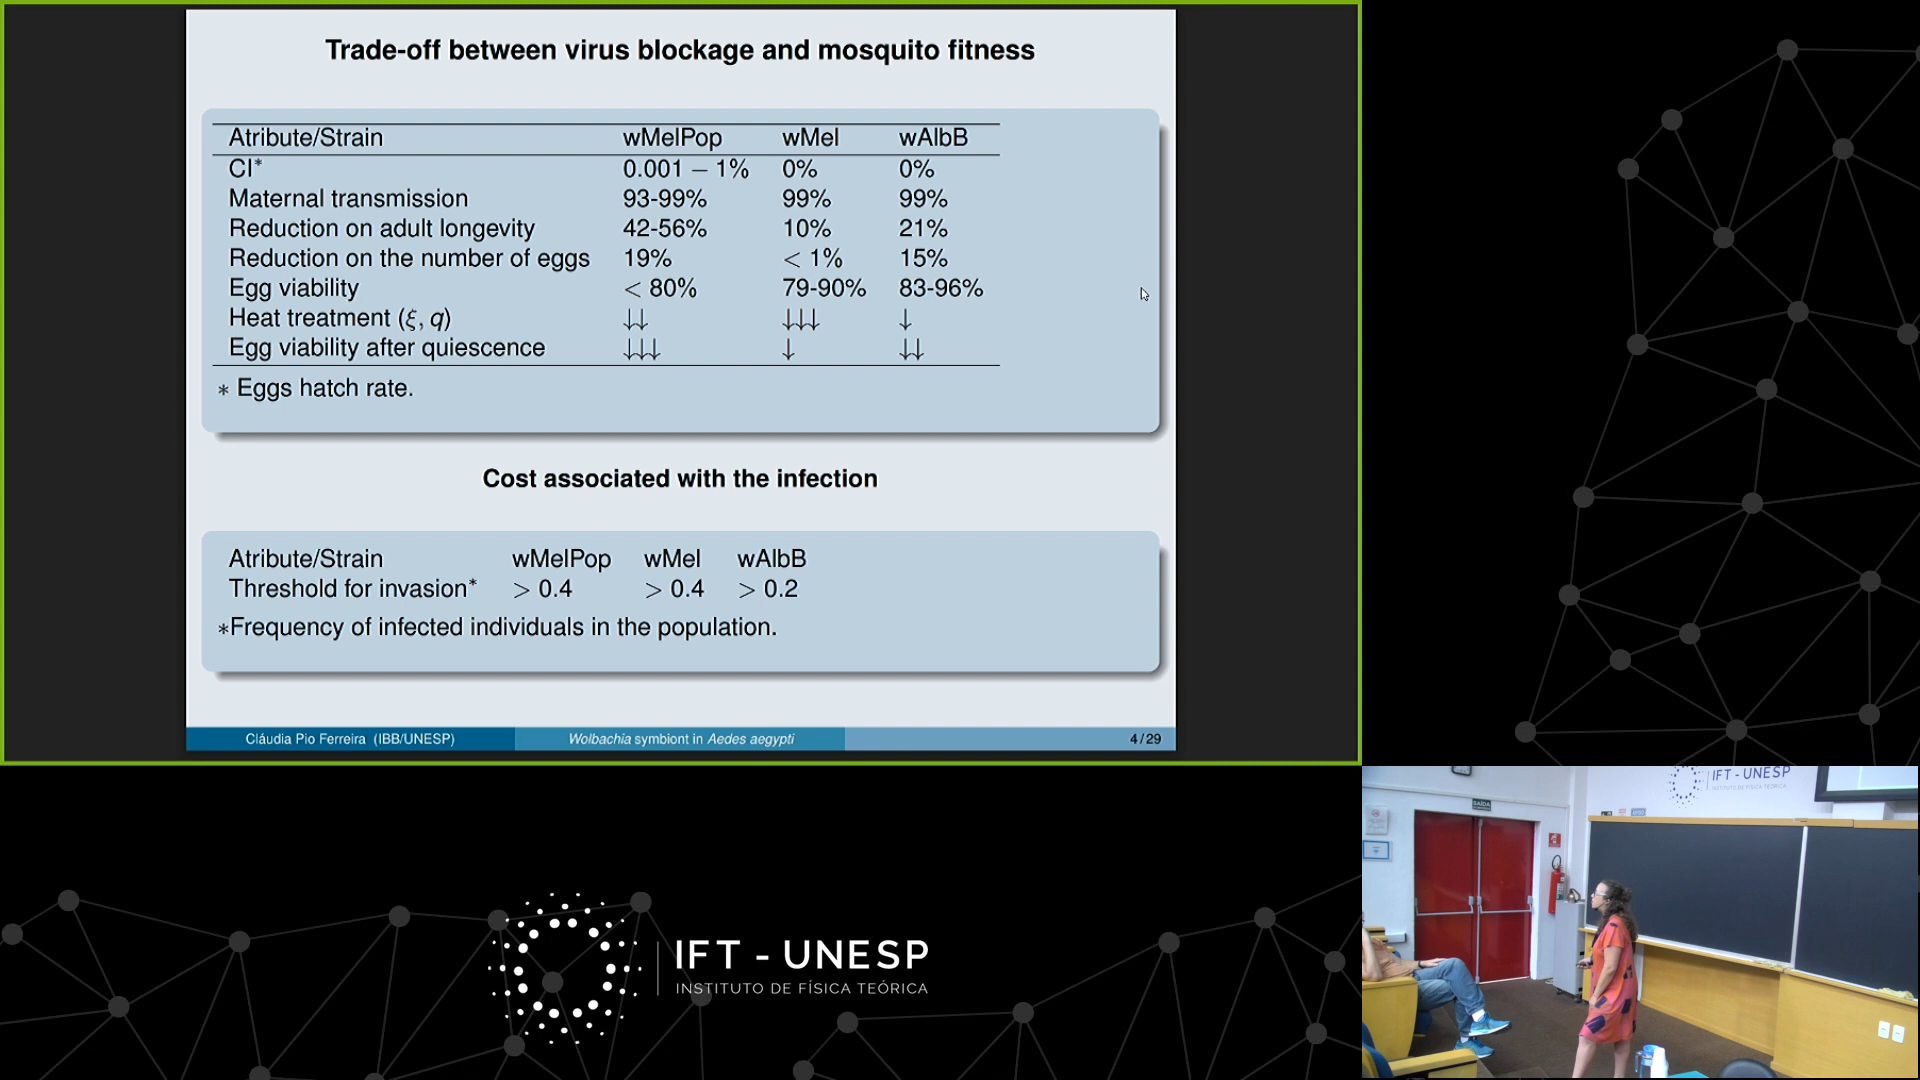 Trade-off between virus blockage and mosquito fitness
Atribute/Strain wMelPop wMel wAlbB
CI* 0.001 − 1% 0% 0%
Maternal transmission 93-99% 99% 99%
Reduction on adult longevity 42-56% 10% 21%
Reduction on the number of eggs 19% < 1% 15%
Egg viability < 80% 79-90% 83-96%
Heat treatment (ξ, q) ↓↓ ↓↓↓ ↓
Egg viability after quiescence ↓↓↓ ↓ ↓↓
* Eggs hatch rate.
Cost associated with the infection
Atribute/Strain wMelPop wMel wAlbB
Threshold for invasion* > 0.4 > 0.4 > 0.2
*Frequency of infected individuals in the population.
Cláudia Pio Ferreira (IBB/UNESP) Wolbachia symbiont in Aedes aegypti 4/29
IFT - UNESP
INSTITUTO DE FÍSICA TEÓRICA
SAÍDA
IFT - UNESP
INSTITUTO DE FÍSICA TEÓRICA